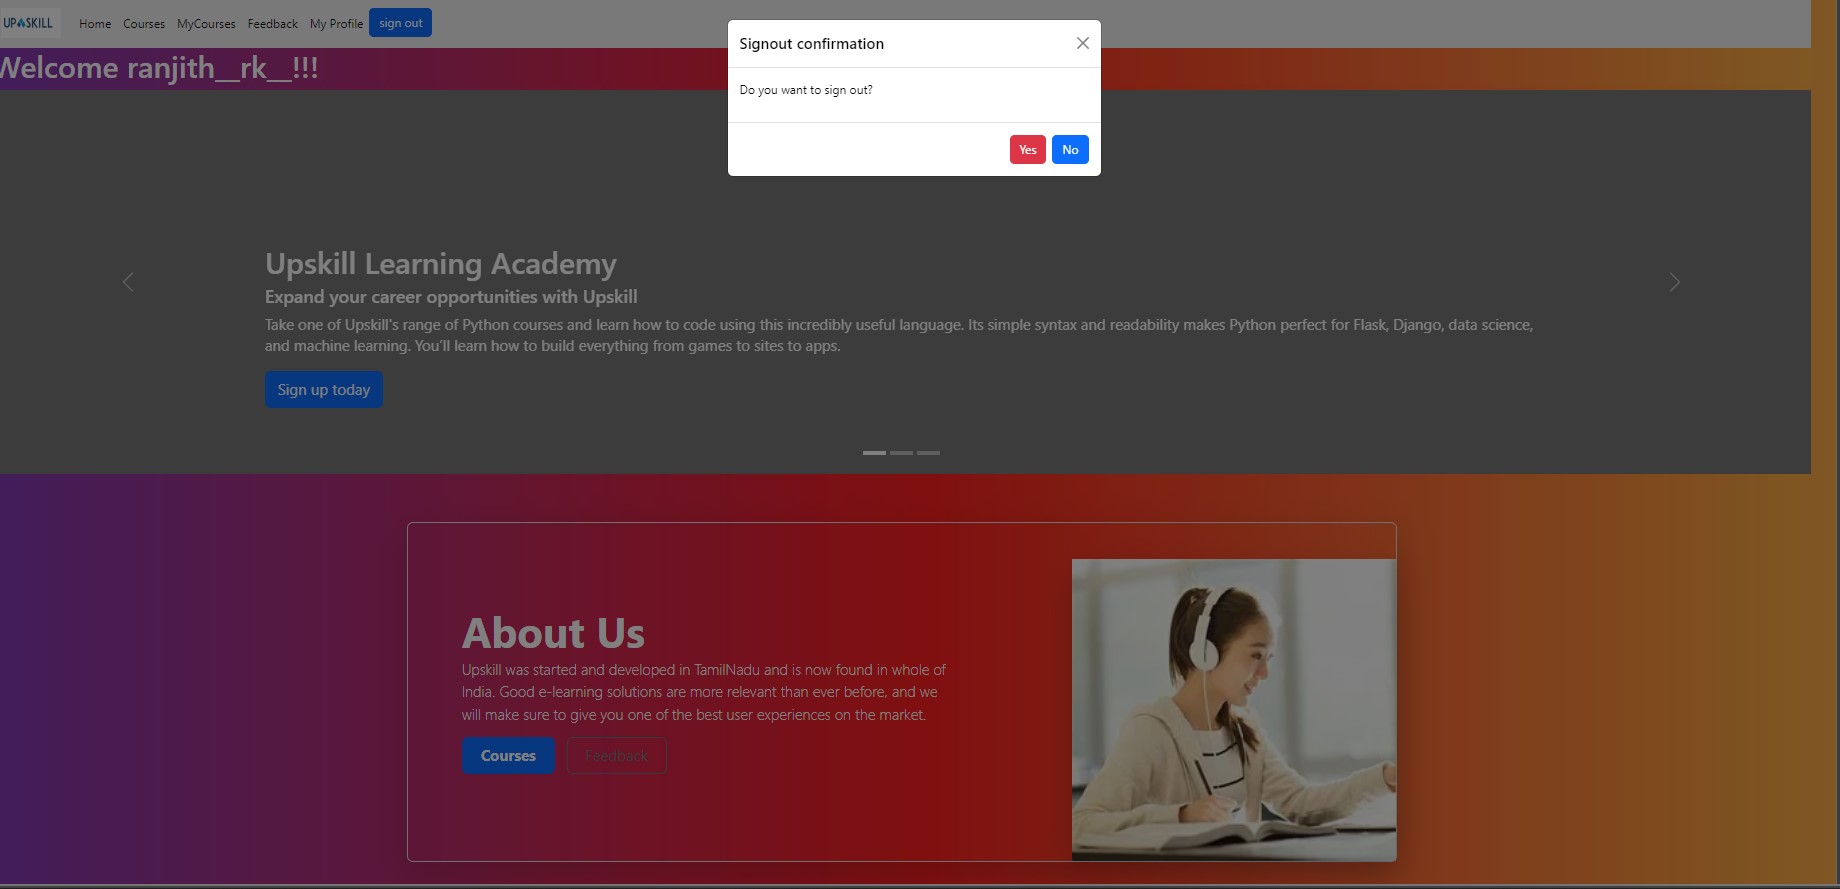 UPSKILL
Home Courses MyCourses Feedback My Profile sign out
Signout confirmation
Do you want to sign out?
Yes No
Welcome ranjith__rk__!!!
Upskill Learning Academy
Expand your career opportunities with Upskill
Take one of Upskill's range of Python courses and learn how to code using this incredibly useful language. Its simple syntax and readability makes Python perfect for Flask, Django, data science,
and machine learning. You'll learn how to build everything from games to sites to apps.
Sign up today
About Us
Upskill was started and developed in TamilNadu and is now found in whole of
India. Good e-learning solutions are more relevant than ever before, and we
will make sure to give you one of the best user experiences on the market.
Courses Feedback